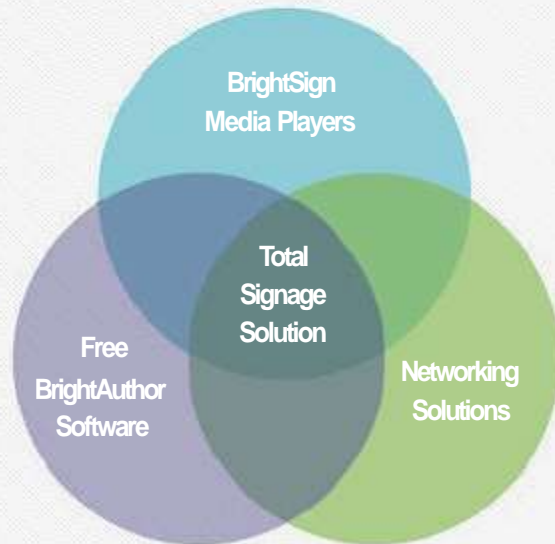 BrightSign
Media Players
Total
Signage
Solution
Free
BrightAuthor
Software
Networking
Solutions